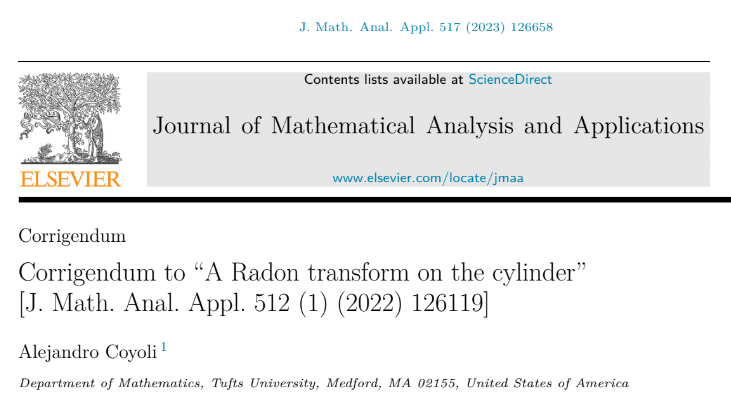 J. Math. Anal. Appl. 517 (2023) 126658
Contents lists available at ScienceDirect
Journal of Mathematical Analysis and Applications
ELSEVIER
www.elsevier.com/locate/jmaa
Corrigendum
Corrigendum to “A Radon transform on the cylinder”
[J. Math. Anal. Appl. 512 (1) (2022) 126119]
Alejandro Coyoli 1
Department of Mathematics, Tufts University, Medford, MA 02155, United States of America